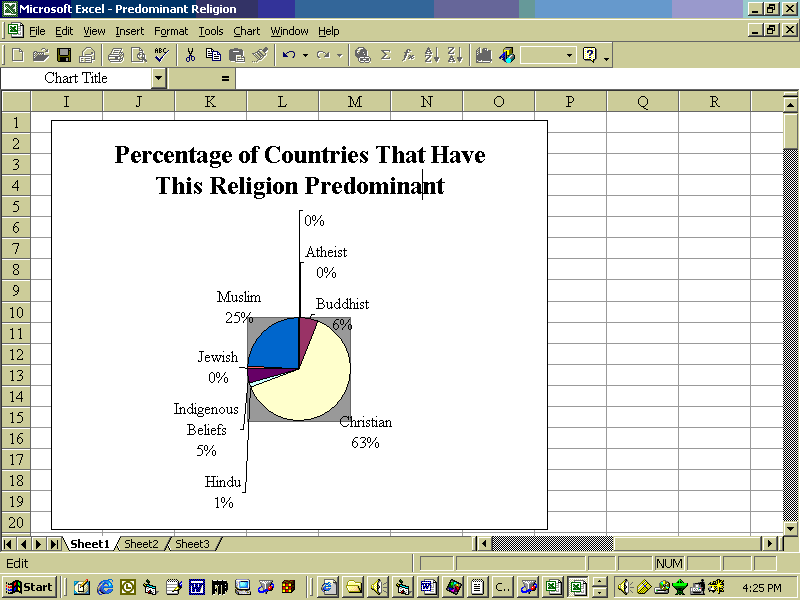 Microsoft Excel - Predominant Religion
File Edit View Insert Format Tools Chart Window Help
Chart Title =
I J K L M N O P Q R
1
2
3
4
5
6
7
8
9
10
11
12
13
14
15
16
17
18
19
20
Percentage of Countries That Have
This Religion Predominant
0%
Atheist
0%
Buddhist
6%
Muslim
25%
Jewish
0%
Indigenous
Beliefs
5%
Christian
63%
Hindu
1%
Sheet1 Sheet2 Sheet3
Edit NUM
Start C... 4:25 PM